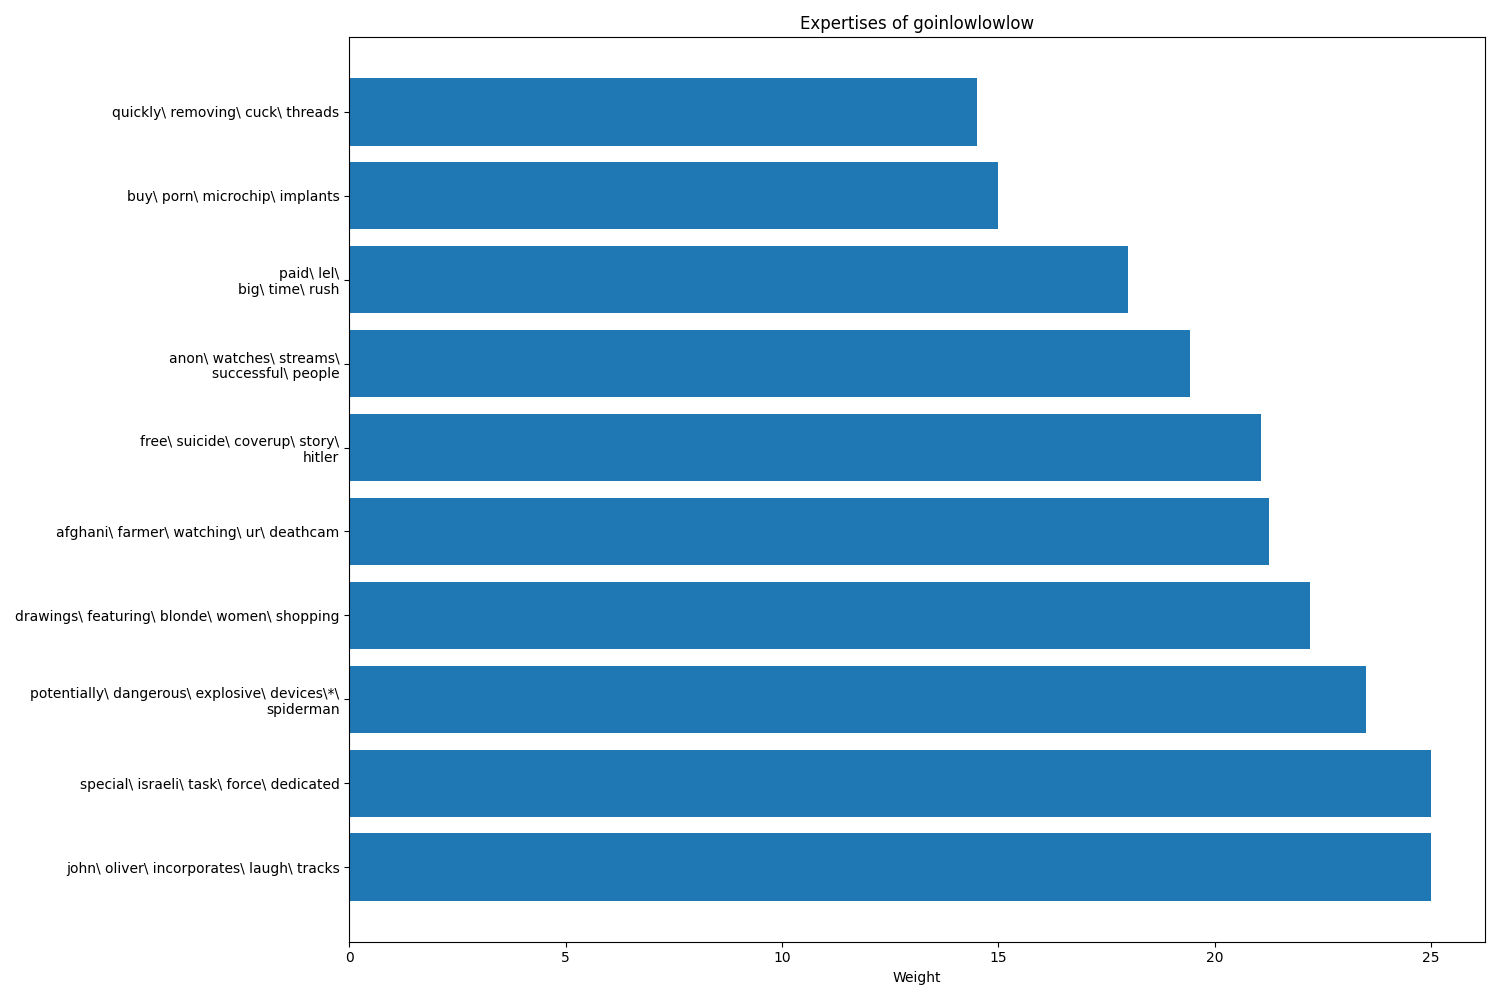 Expertises of goinlowlowlow
quickly\ removing\ cuck\ threads
buy\ porn\ microchip\ implants
paid\ lel\
big\ time\ rush
anon\ watches\ streams\
successful\ people
free\ suicide\ coverup\ story\
hitler
afghani\ farmer\ watching\ ur\ deathcam
drawings\ featuring\ blonde\ women\ shopping
potentially\ dangerous\ explosive\ devices\*\
spiderman
special\ israeli\ task\ force\ dedicated
john\ oliver\ incorporates\ laugh\ tracks
0 5 10 15 20 25
Weight